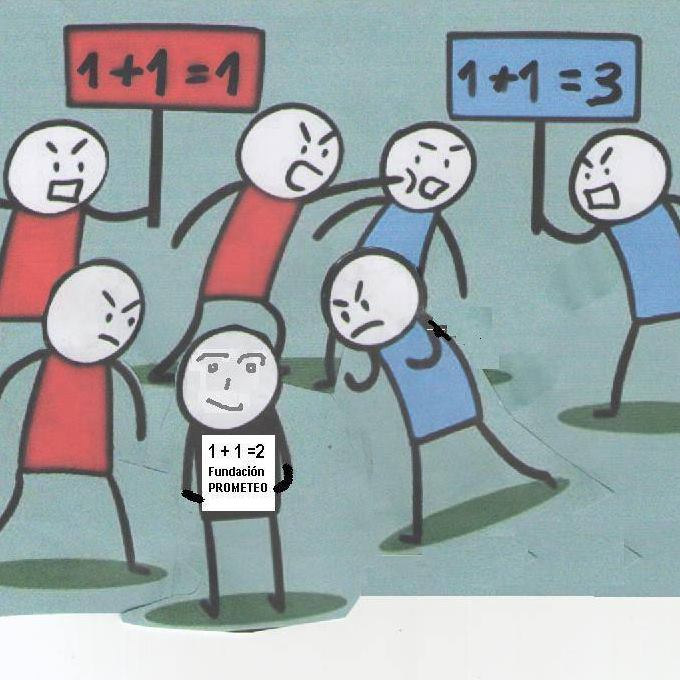 1+1=1
1+1=3
1 + 1 =2
Fundación
PROMETEO